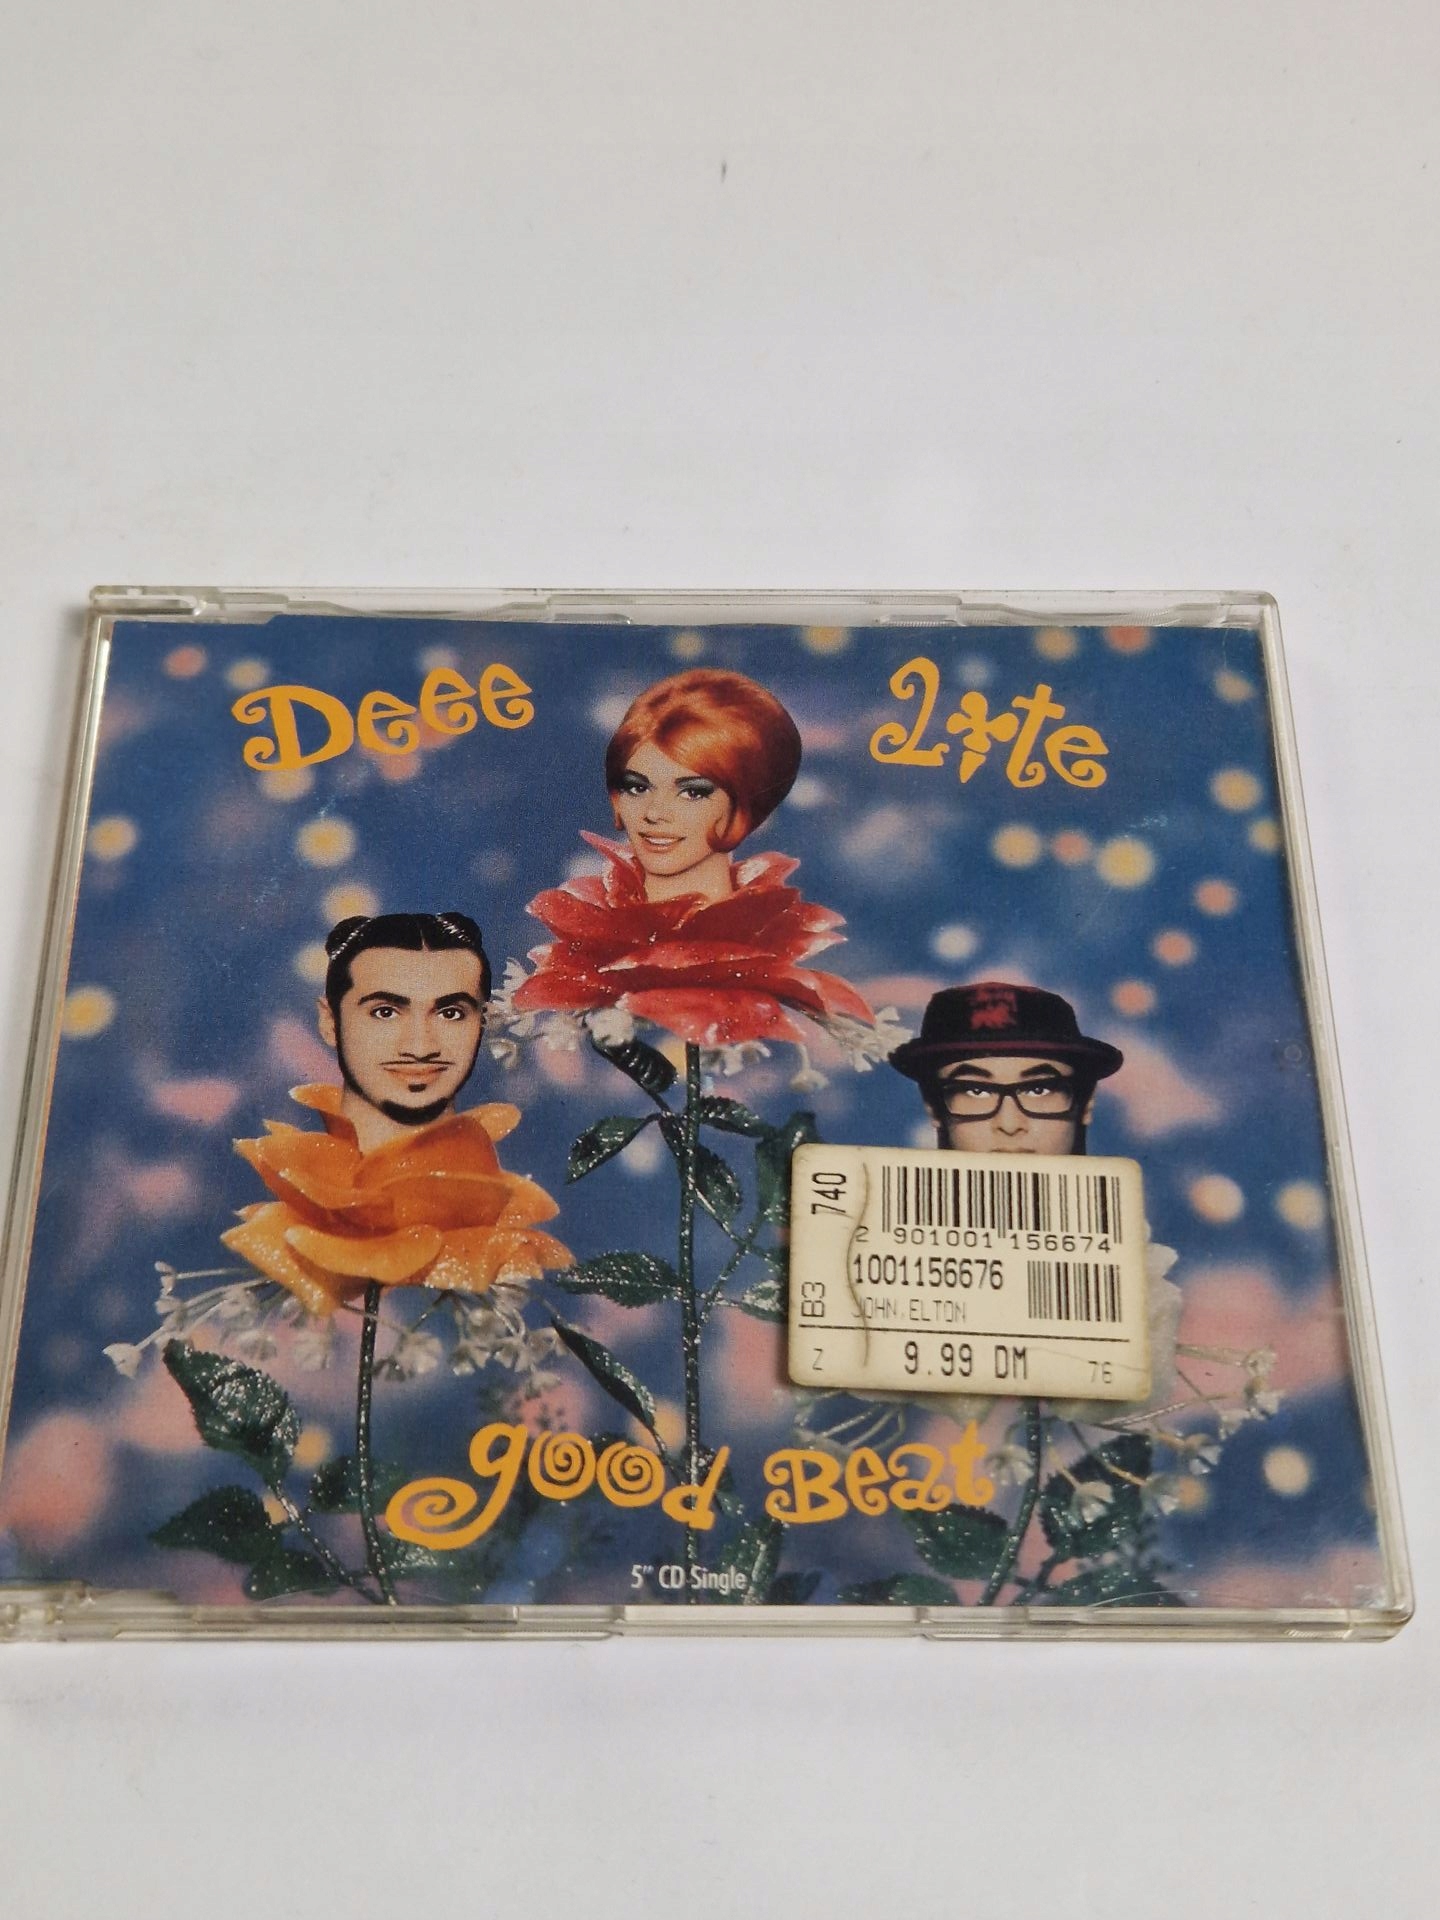 Deee Lite
740
2 901001 156674
1001156676
B3
JOHN,ELTON
Z 9.99 DM 76
good Beat
5" CD Single